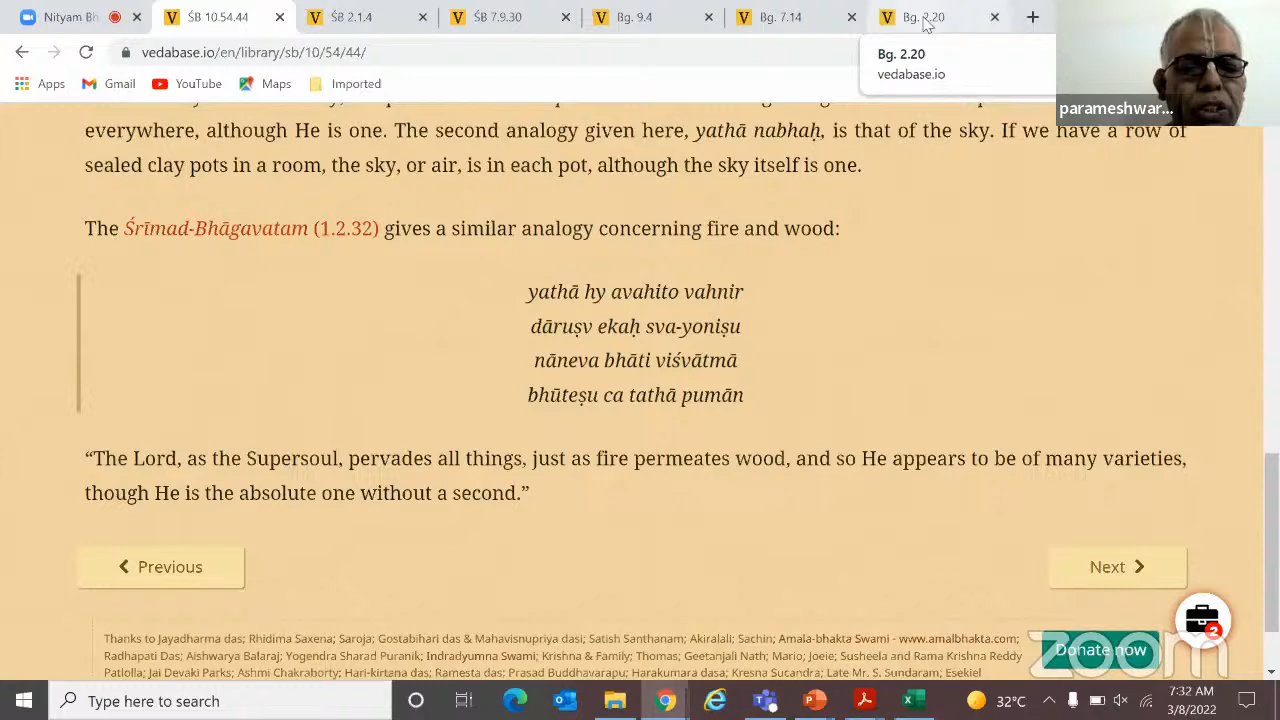 Nityam Bh
ŚB 10.54.44
ŚB 2.1.4
ŚB 7.9.30
Bg. 9.4
Bg. 7.14
Bg. 2.20
vedabase.io/en/library/sb/10/54/44/
Bg. 2.20
vedabase.io
Apps
Gmail
YouTube
Maps
Imported
parameshwar...
everywhere, although He is one. The second analogy given here, yathā nabhaḥ, is that of the sky. If we have a row of
sealed clay pots in a room, the sky, or air, is in each pot, although the sky itself is one.
The Śrīmad-Bhāgavatam (1.2.32) gives a similar analogy concerning fire and wood:
yathā hy avahito vahnir
dāruṣv ekaḥ sva-yoniṣu
nāneva bhāti viśvātmā
bhūteṣu ca tathā pumān
“The Lord, as the Supersoul, pervades all things, just as fire permeates wood, and so He appears to be of many varieties,
though He is the absolute one without a second.”
Previous
Next
2
Thanks to Jayadharma das; Rhidima Saxena; Saroja; Gostabihari das & Mahavisnupriya dasi; Satish Santhanam; Akiralali; Sachin; Amala-bhakta Swami - www.amalbhakta.com;
Radhapati Das; Aishwarya Balaraj; Yogendra Sharad Puranik; Indradyumna Swami; Krishna & Family; Thomas; Geetanjali Nath; Mario; Joeie; Susheela and Rama Krishna Reddy
Patlolla; Jai Devaki Parks; Ashmi Chokarathy; Hari-kirtana das; Ramesta das; Prasad Buddhavarapu; Harakumara dasa; Kresna Sucandra; Late Mr. S. Sundaram; Esekiel
Donate now
zoom
Type here to search
32°C
7:32 AM
3/8/2022